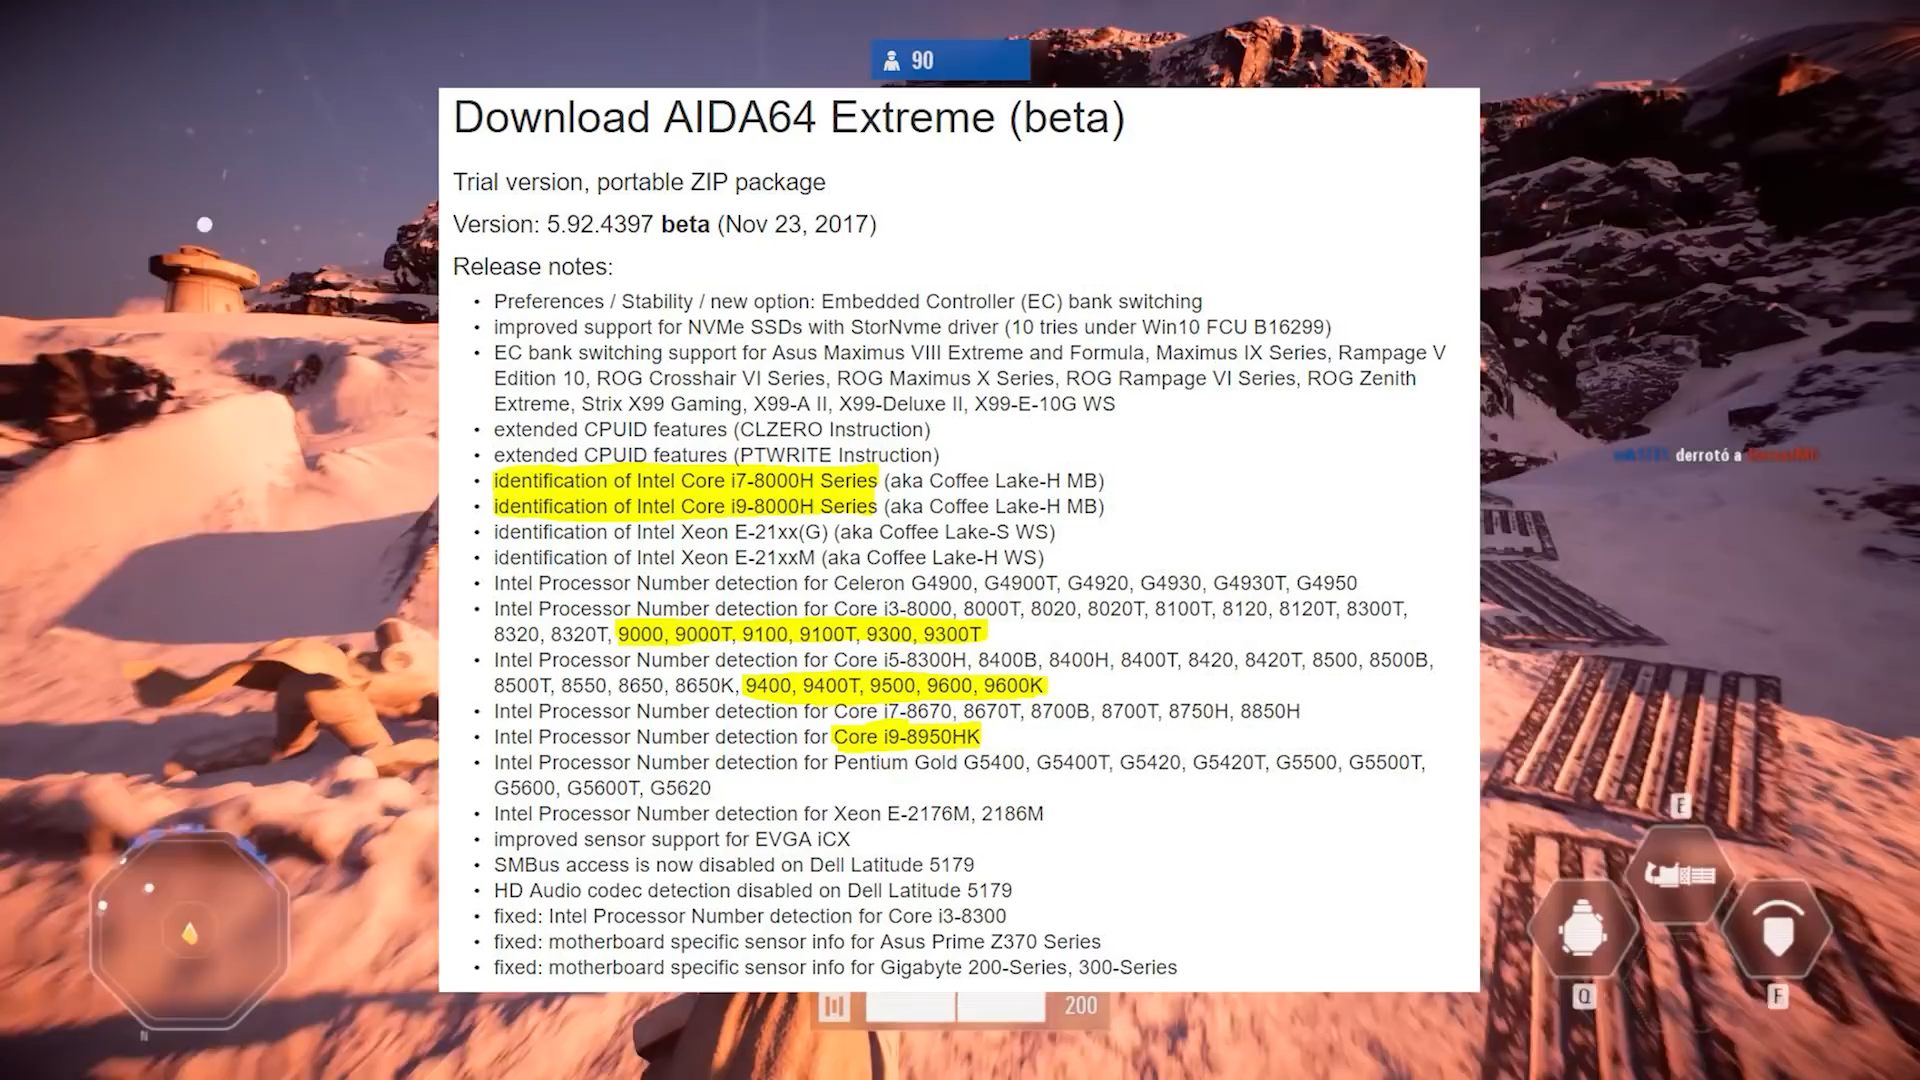 90
Download AIDA64 Extreme (beta)
Trial version, portable ZIP package
Version: 5.92.4397 beta (Nov 23, 2017)
Release notes:
• Preferences / Stability / new option: Embedded Controller (EC) bank switching
• improved support for NVMe SSDs with StorNvme driver (10 tries under Win10 FCU B16299)
• EC bank switching support for Asus Maximus VIII Extreme and Formula, Maximus IX Series, Rampage V
Edition 10, ROG Crosshair VI Series, ROG Maximus X Series, ROG Rampage VI Series, ROG Zenith
Extreme, Strix X99 Gaming, X99-A II, X99-Deluxe II, X99-E-10G WS
• extended CPUID features (CLZERO Instruction)
• extended CPUID features (PTWRITE Instruction)
• identification of Intel Core i7-8000H Series (aka Coffee Lake-H MB)
• identification of Intel Core i9-8000H Series (aka Coffee Lake-H MB)
• identification of Intel Xeon E-21xx(G) (aka Coffee Lake-S WS)
• identification of Intel Xeon E-21xxM (aka Coffee Lake-H WS)
• Intel Processor Number detection for Celeron G4900, G4900T, G4920, G4930, G4930T, G4950
• Intel Processor Number detection for Core i3-8000, 8000T, 8020, 8020T, 8100T, 8120, 8120T, 8300T,
8320, 8320T, 9000, 9000T, 9100, 9100T, 9300, 9300T
• Intel Processor Number detection for Core i5-8300H, 8400B, 8400H, 8400T, 8420, 8420T, 8500, 8500B,
8500T, 8550, 8650, 8650K, 9400, 9400T, 9500, 9600, 9600K
• Intel Processor Number detection for Core i7-8670, 8670T, 8700B, 8700T, 8750H, 8850H
• Intel Processor Number detection for Core i9-8950HK
• Intel Processor Number detection for Pentium Gold G5400, G5400T, G5420, G5420T, G5500, G5500T,
G5600, G5600T, G5620
• Intel Processor Number detection for Xeon E-2176M, 2186M
• improved sensor support for EVGA iCX
• SMBus access is now disabled on Dell Latitude 5179
• HD Audio codec detection disabled on Dell Latitude 5179
• fixed: Intel Processor Number detection for Core i3-8300
• fixed: motherboard specific sensor info for Asus Prime Z370 Series
• fixed: motherboard specific sensor info for Gigabyte 200-Series, 300-Series
derrotó a
E
Q
F
N
200